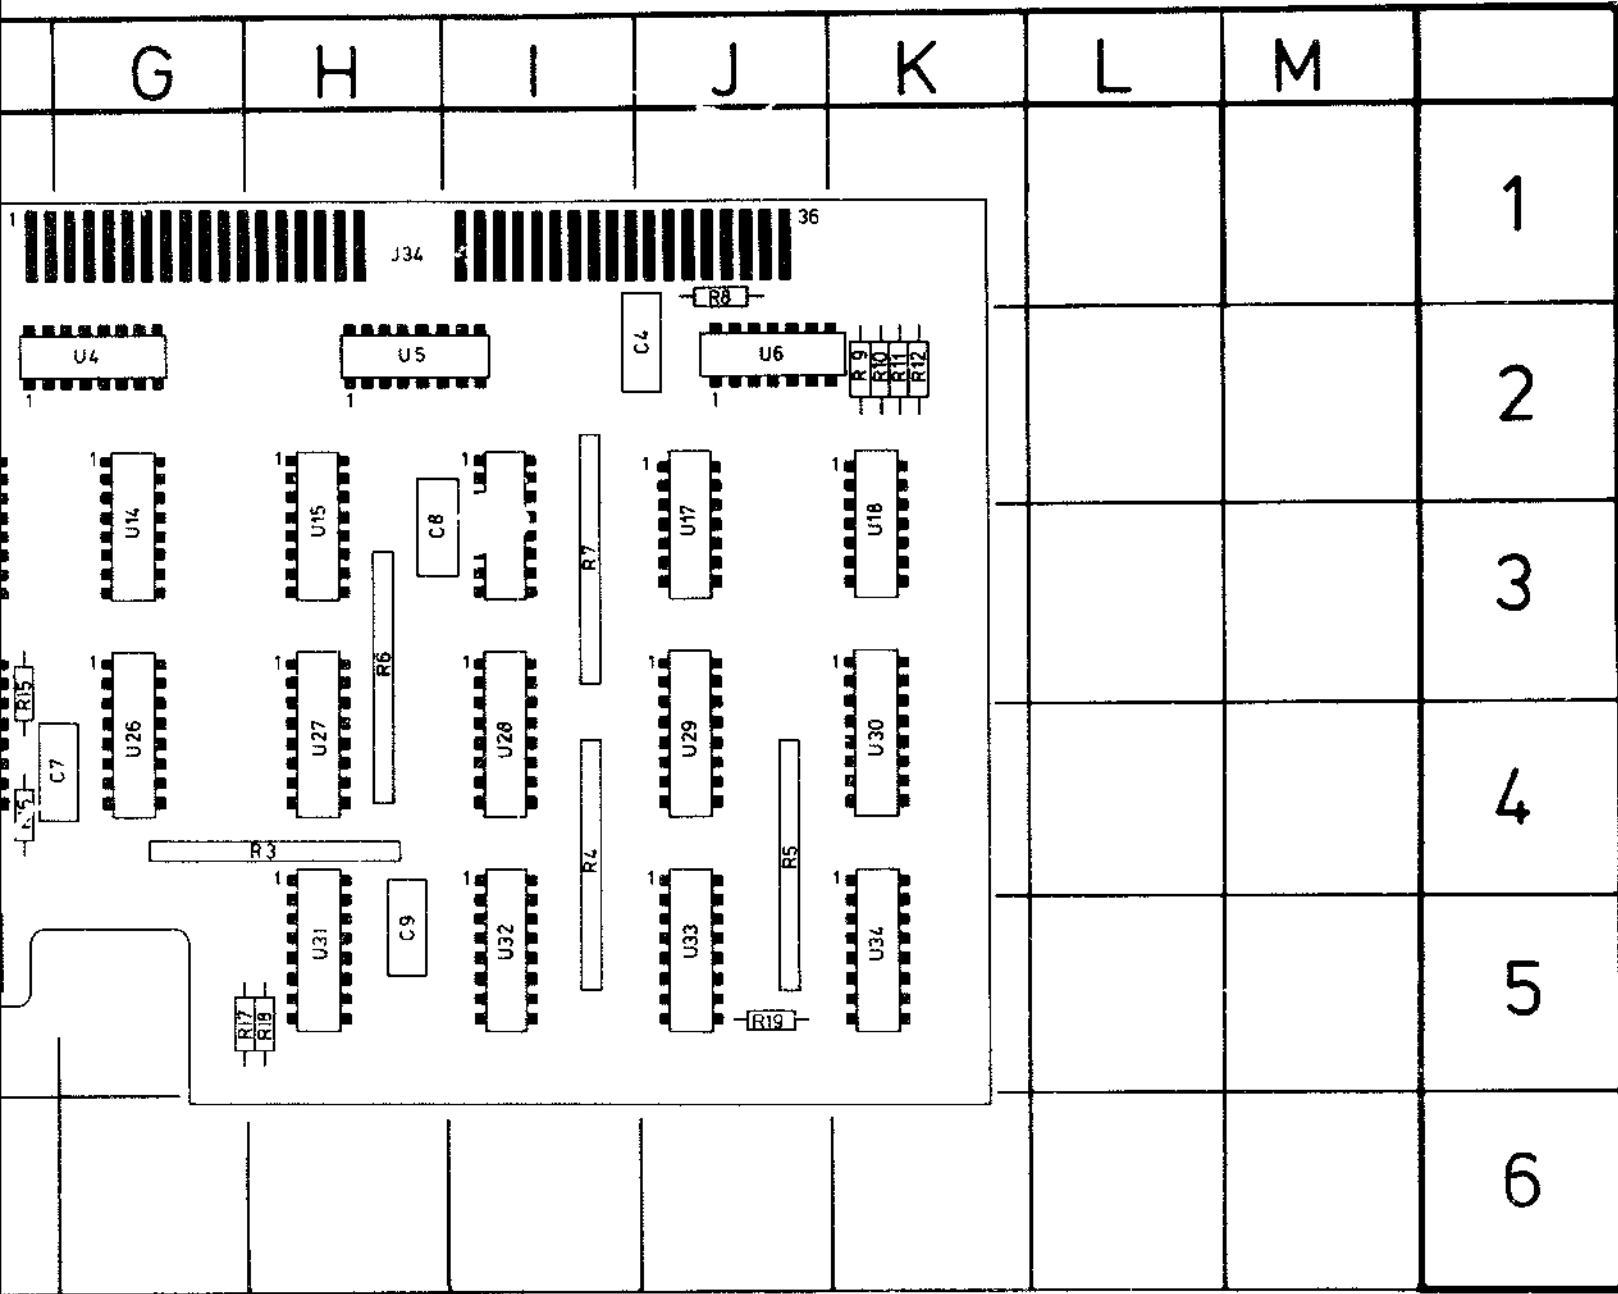 G H I J K L M
1
1 J34 36
R8
U4 U5 C4 U6 R9 R10 R11 R12
1 1 1
2
1 1 1 1 1
U14 U15 C8 R7 U17 U18
3
1 1 1 1 1
R15 R6
C7 U26 U27 U28 U29 U30
4
R3 R4 R5
1 1 1 1
U31 C9 U32 U33 U34
5
R17 R18 R19
6